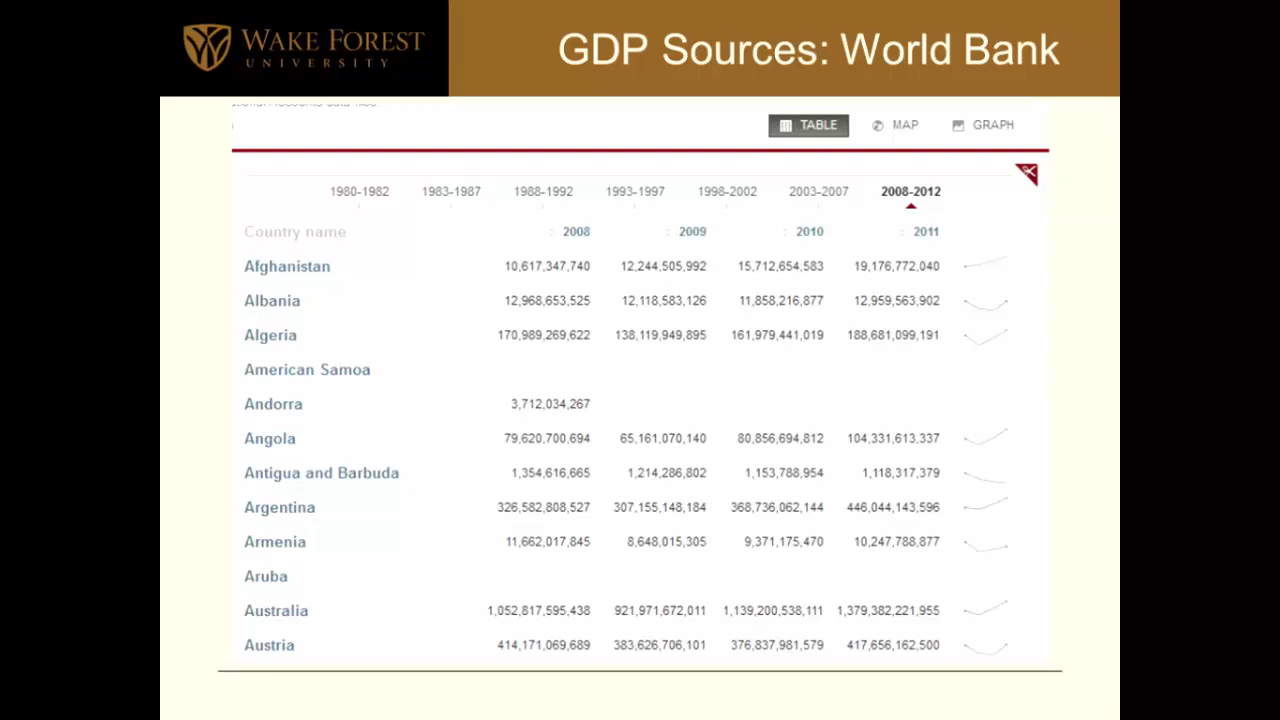 WAKE FOREST
UNIVERSITY
GDP Sources: World Bank
TABLE MAP GRAPH
1980-1982 1983-1987 1988-1992 1993-1997 1998-2002 2003-2007 2008-2012
Country name 2008 2009 2010 2011
Afghanistan 10,617,347,740 12,244,505,992 15,712,654,583 19,176,772,040
Albania 12,968,653,525 12,118,583,126 11,858,216,877 12,959,563,902
Algeria 170,989,269,622 138,119,949,895 161,979,441,019 188,681,099,191
American Samoa
Andorra 3,712,034,267
Angola 79,620,700,694 65,161,070,140 80,856,694,812 104,331,613,337
Antigua and Barbuda 1,354,616,665 1,214,286,802 1,153,788,954 1,118,317,379
Argentina 326,582,808,527 307,155,148,184 368,736,062,144 446,044,143,596
Armenia 11,662,017,845 8,648,015,305 9,371,175,470 10,247,788,877
Aruba
Australia 1,052,817,595,438 921,971,672,011 1,139,200,538,111 1,379,382,221,955
Austria 414,171,069,689 383,626,706,101 376,837,981,579 417,656,162,500